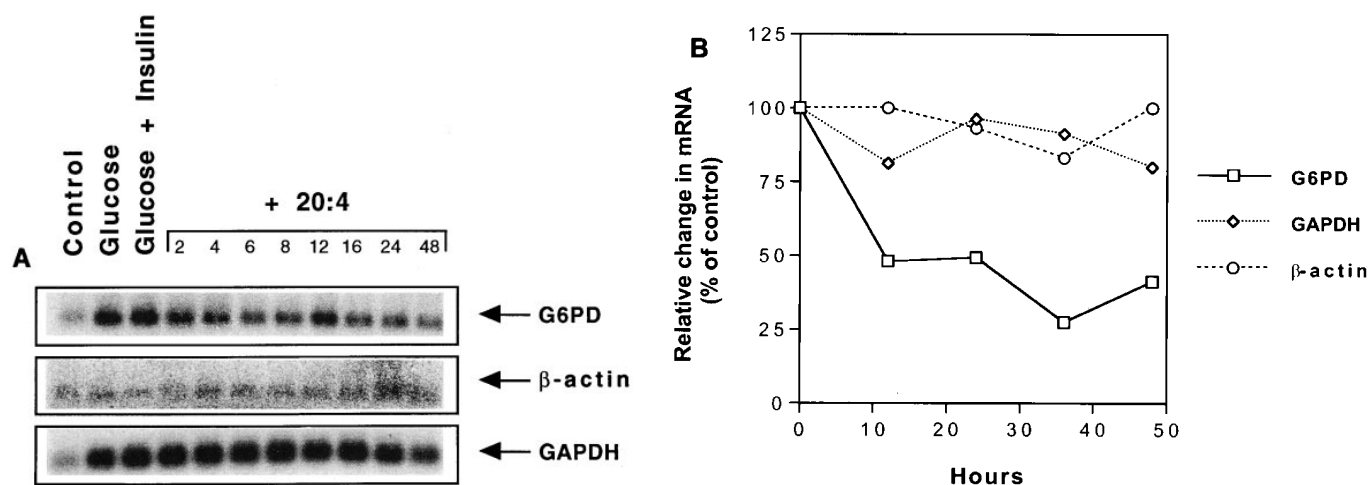 A
Control
Glucose
Glucose + Insulin
+ 20:4
2 4 6 8 12 16 24 48
G6PD
β-actin
GAPDH
B
Relative change in mRNA
(% of control)
125
100
75
50
25
0
0 10 20 30 40 50
Hours
G6PD
GAPDH
β-actin